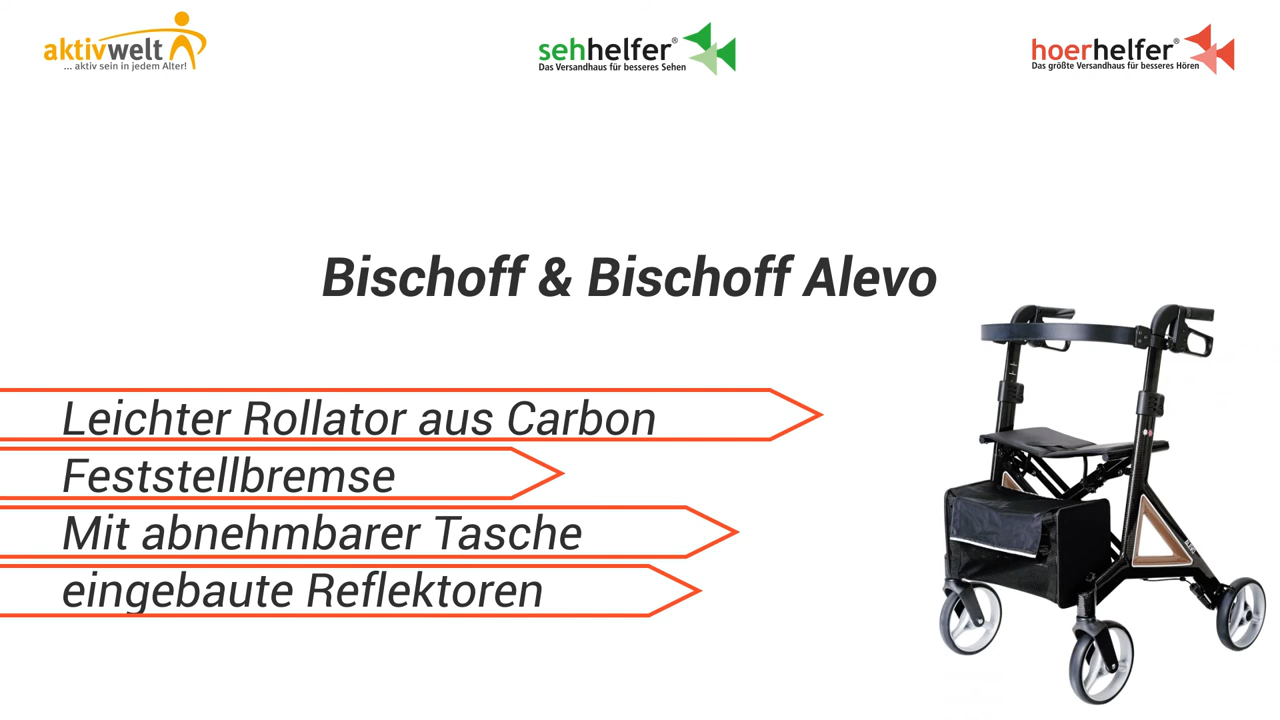 aktivwelt
... aktiv sein in jedem Alter!
sehhelfer®
Das Versandhaus für besseres Sehen
hoerhelfer®
Das größte Versandhaus für besseres Hören
Bischoff & Bischoff Alevo
Leichter Rollator aus Carbon
Feststellbremse
Mit abnehmbarer Tasche
eingebaute Reflektoren